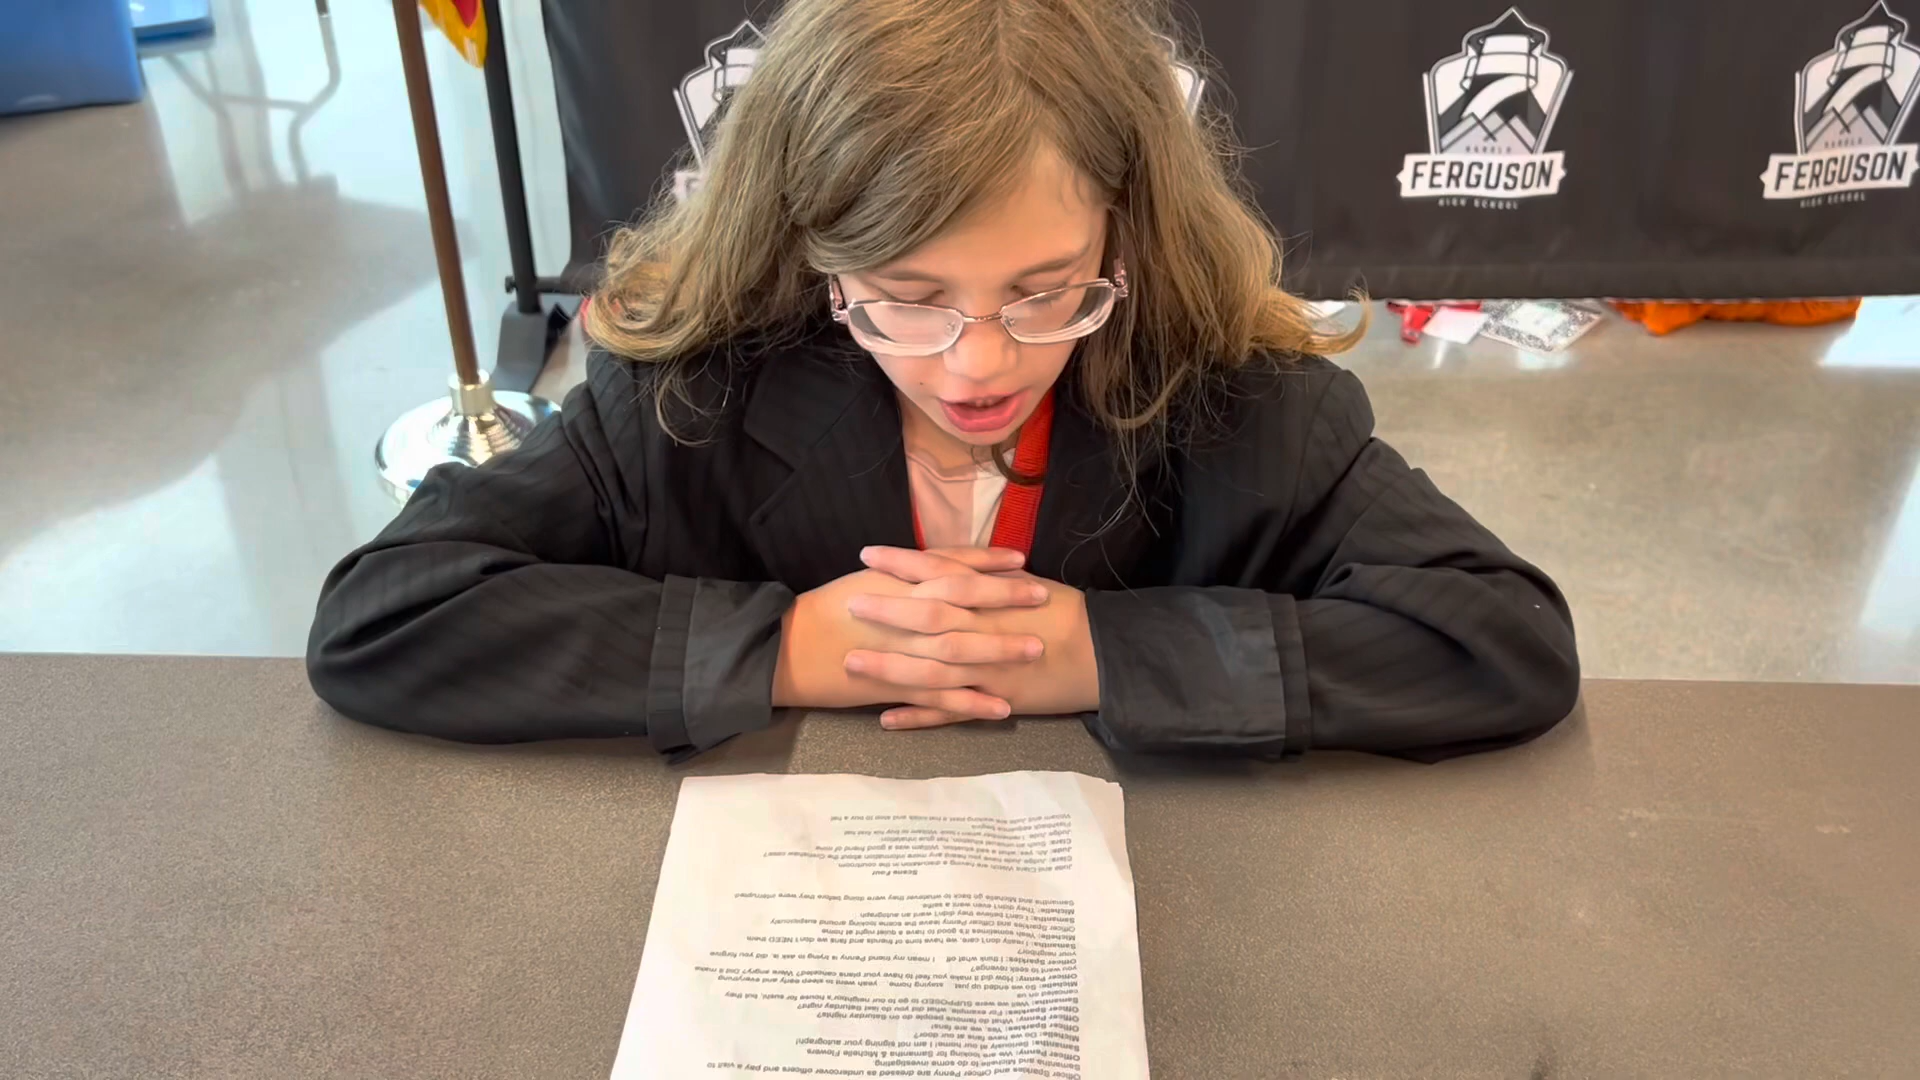 HAROLD
FERGUSON
HIGH SCHOOL
HAROLD
FERGUSON
HIGH SCHOOL
Officer Sparkles and Officer Penny are dressed as undercover officers and pay a visit to
Samantha and Michelle to do some investigating.
Officer Penny: We are looking for Samantha & Michelle Flowers
Samantha: Seriously at our home! I am not signing your autograph!
Michelle: Do we have fans at our door?
Officer Sparkles: Yes, we are fans!
Officer Penny: What do famous people do on Saturday nights?
Officer Sparkles: For example, what did you do last Saturday night?
Samantha: Well we were SUPPOSED to go to our neighbor's house for sushi, but they
canceled on us
Michelle: So we ended up just staying home... yeah went to sleep early and everything
Officer Penny: How did it make you feel to have your plans canceled? Were angry? Did it make
you want to seek revenge?
Officer Sparkles: I think what I mean my friend Penny is trying to ask is, did you forgive
your neighbor?
Samantha: I really don't care, we have tons of friends and fans and we don't NEED them
Michelle: Yeah sometimes it's good to have a quiet night at home
Officer Sparkles and Officer Penny leave the scene looking around suspiciously
Samantha: I can't believe they didn't want an autograph
Michelle: They didn't even want a selfie.
Samantha and Michelle go back to whatever they were doing before they were interrupted
Scene Four
Jude and Clara Watch are having a discussion in the courtroom.
Clara: Judge Jude have you heard any more information about the case?
Jude: Ah, yes, what a sad situation, William was a good friend of mine
Clara: Such an unusual situation, hot glue inhalation
Judge Jude: I remember when I took William to buy his first hat
Flashback sequence begins
William and Jude are walking past a hat and stop to buy a hat